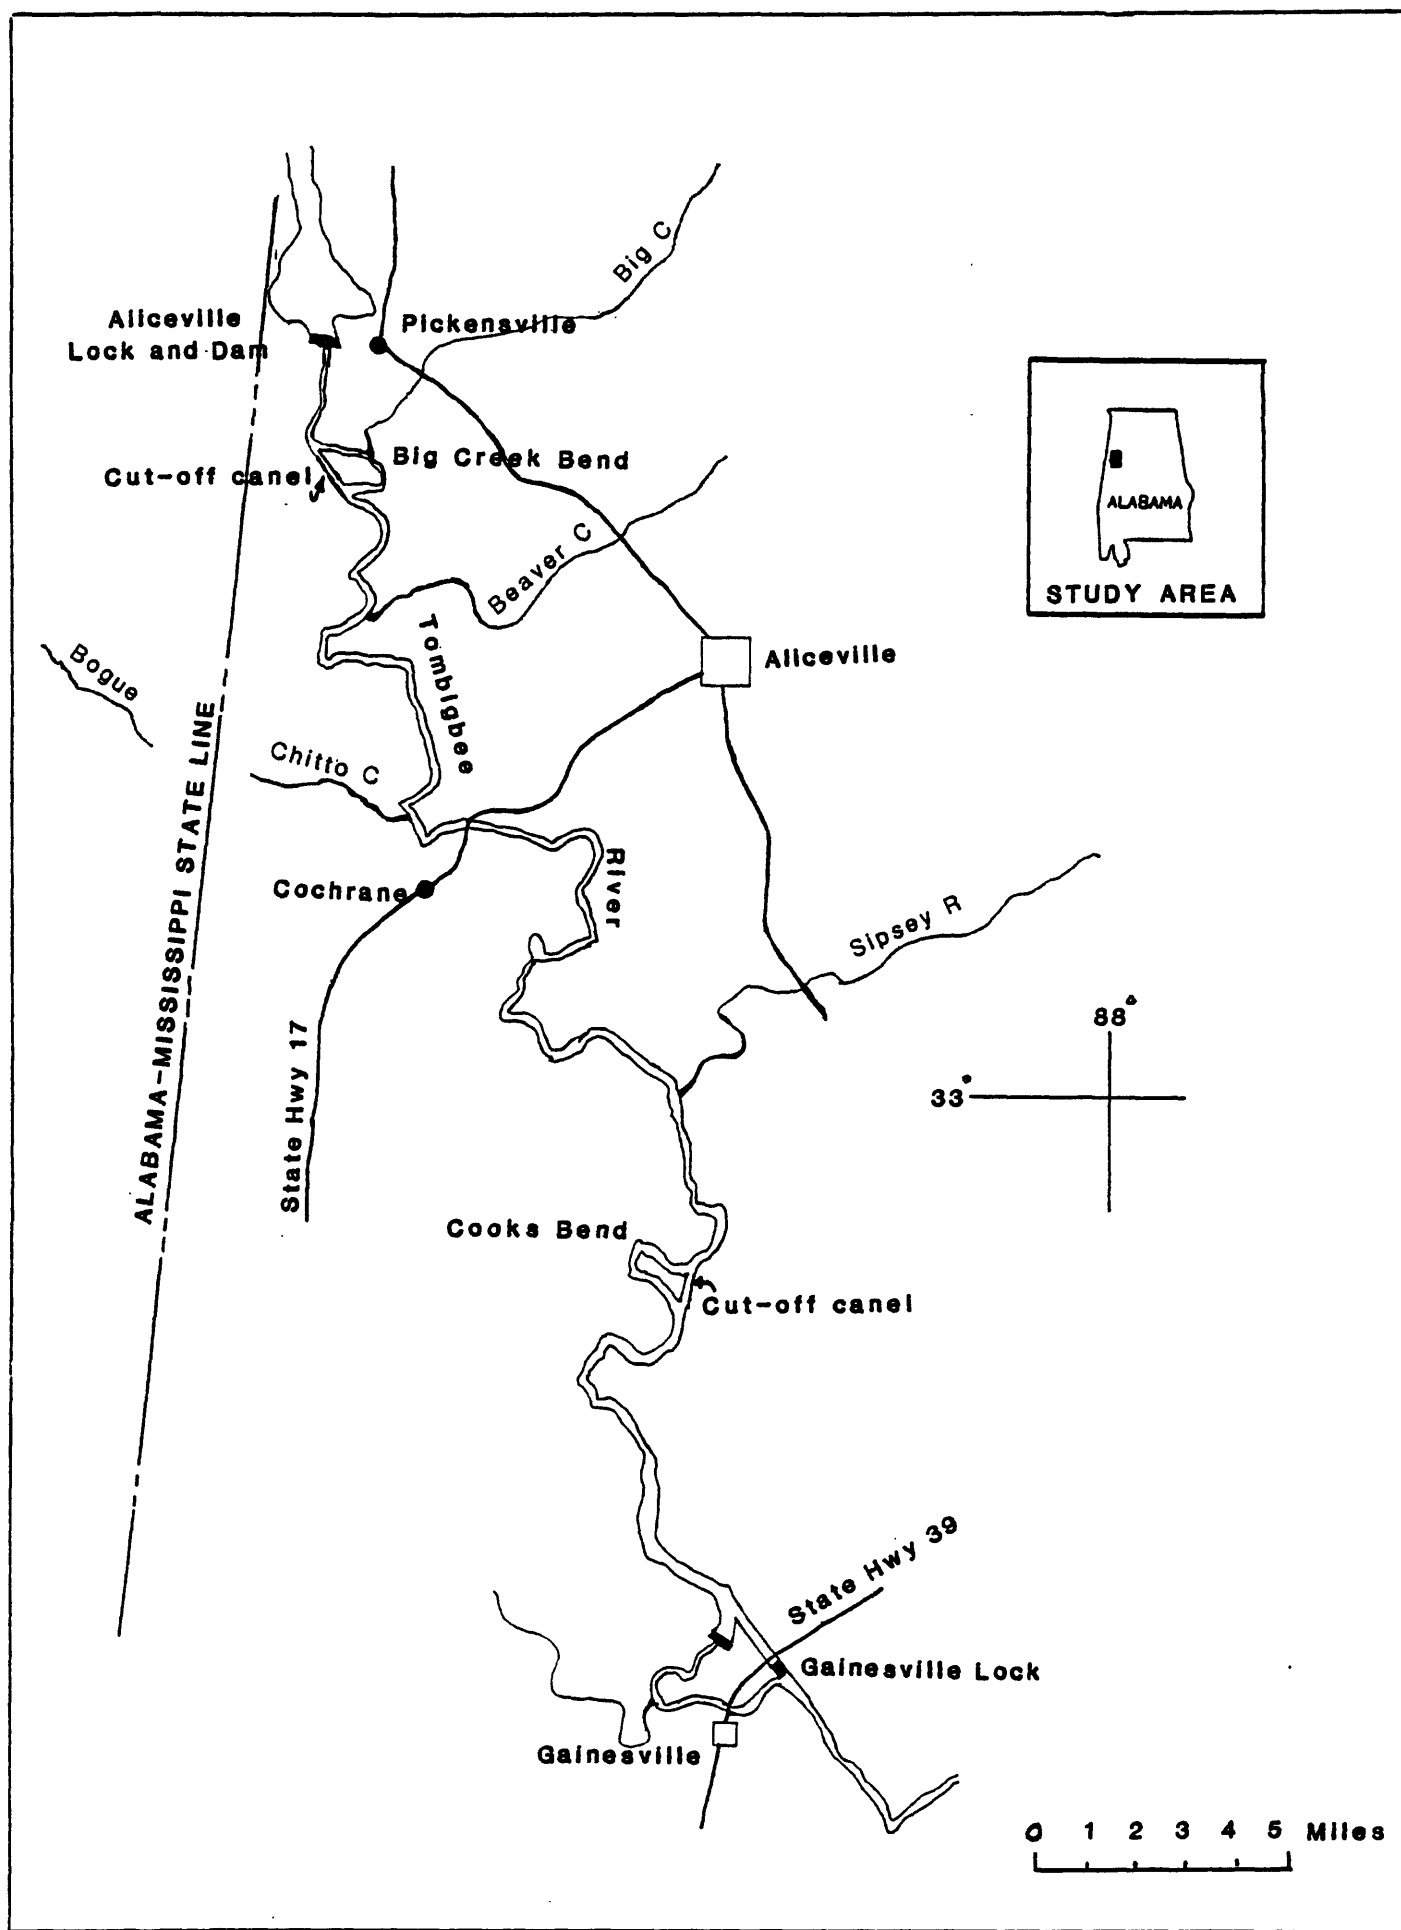 Big C
Aliceville
Lock and Dam
Pickensville
Big Creek Bend
Cut-off canel
ALABAMA
STUDY AREA
Beaver C
Tombigbee
Aliceville
Bogue
Chitto C
ALABAMA-MISSISSIPPI STATE LINE
Cochrane
River
Sipsey R
State Hwy 17
88°
33°
Cooks Bend
Cut-off canel
State Hwy 39
Gainesville Lock
Gainesville
0 1 2 3 4 5 Miles